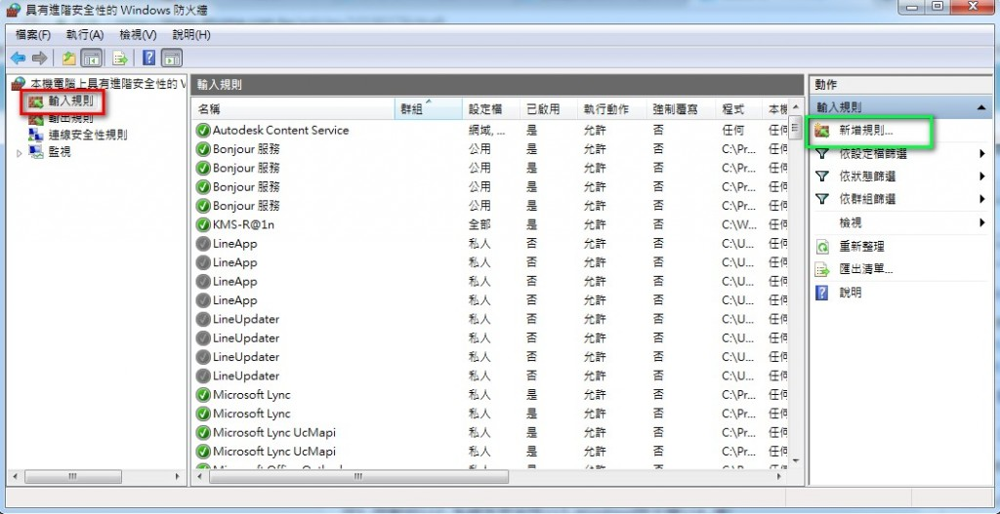 具有進階安全性的 Windows 防火牆
檔案(F) 執行(A) 檢視(V) 說明(H)
本機電腦上具有進階安全性的 V
輸入規則
輸出規則
連線安全性規則
監視
輸入規則
名稱 群組 設定檔 已啟用 執行動作 強制覆寫 程式 本機
Autodesk Content Service 網域, ... 是 允許 否 任何 任何
Bonjour 服務 公用 是 允許 否 C:\Pr... 任何
Bonjour 服務 公用 是 允許 否 C:\Pr... 任何
Bonjour 服務 公用 是 允許 否 C:\Pr... 任何
Bonjour 服務 公用 是 允許 否 C:\Pr... 任何
KMS-R@1n 全部 是 允許 否 C:\W... 任何
LineApp 私人 否 允許 否 C:\U... 任何
LineApp 私人 否 允許 否 C:\U... 任何
LineApp 私人 否 允許 否 C:\U... 任何
LineApp 私人 否 允許 否 C:\U... 任何
LineUpdater 私人 否 允許 否 C:\U... 任何
LineUpdater 私人 否 允許 否 C:\U... 任何
LineUpdater 私人 否 允許 否 C:\U... 任何
LineUpdater 私人 否 允許 否 C:\U... 任何
Microsoft Lync 私人 是 允許 否 C:\Pr... 任何
Microsoft Lync 私人 是 允許 否 C:\Pr... 任何
Microsoft Lync UcMapi 私人 是 允許 否 C:\Pr... 任何
Microsoft Lync UcMapi 私人 是 允許 否 C:\Pr... 任何
Microsoft Office Outlook
動作
輸入規則
新增規則...
依設定檔篩選
依狀態篩選
依群組篩選
檢視
重新整理
匯出清單...
說明